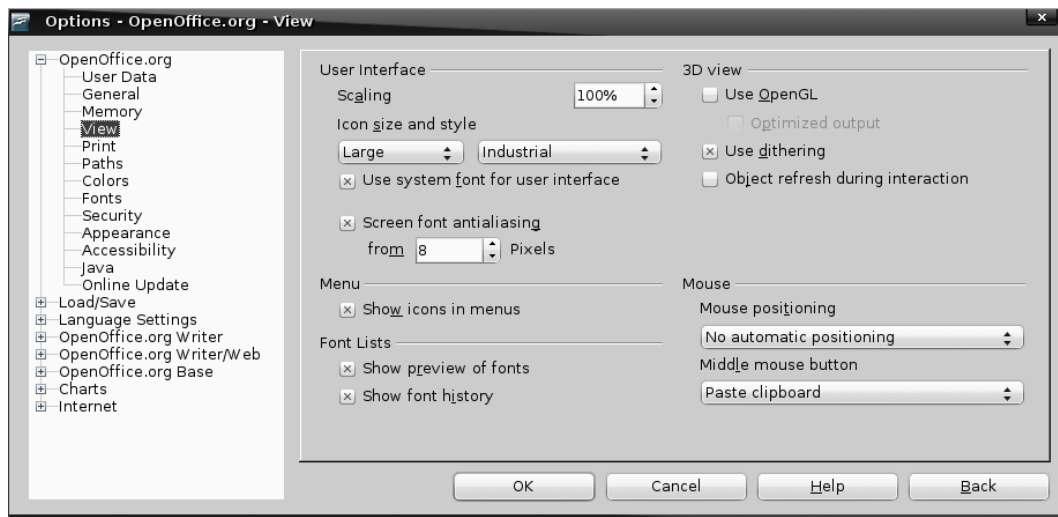 Options - OpenOffice.org - View
x
OpenOffice.org
User Data
General
Memory
View
Print
Paths
Colors
Fonts
Security
Appearance
Accessibility
Java
Online Update
Load/Save
Language Settings
OpenOffice.org Writer
OpenOffice.org Writer/Web
OpenOffice.org Base
Charts
Internet
User Interface
Scaling 100%
Icon size and style
Large Industrial
Use system font for user interface
Screen font antialiasing
from 8 Pixels
Menu
Show icons in menus
Font Lists
Show preview of fonts
Show font history
3D view
Use OpenGL
Optimized output
Use dithering
Object refresh during interaction
Mouse
Mouse positioning
No automatic positioning
Middle mouse button
Paste clipboard
OK Cancel Help Back